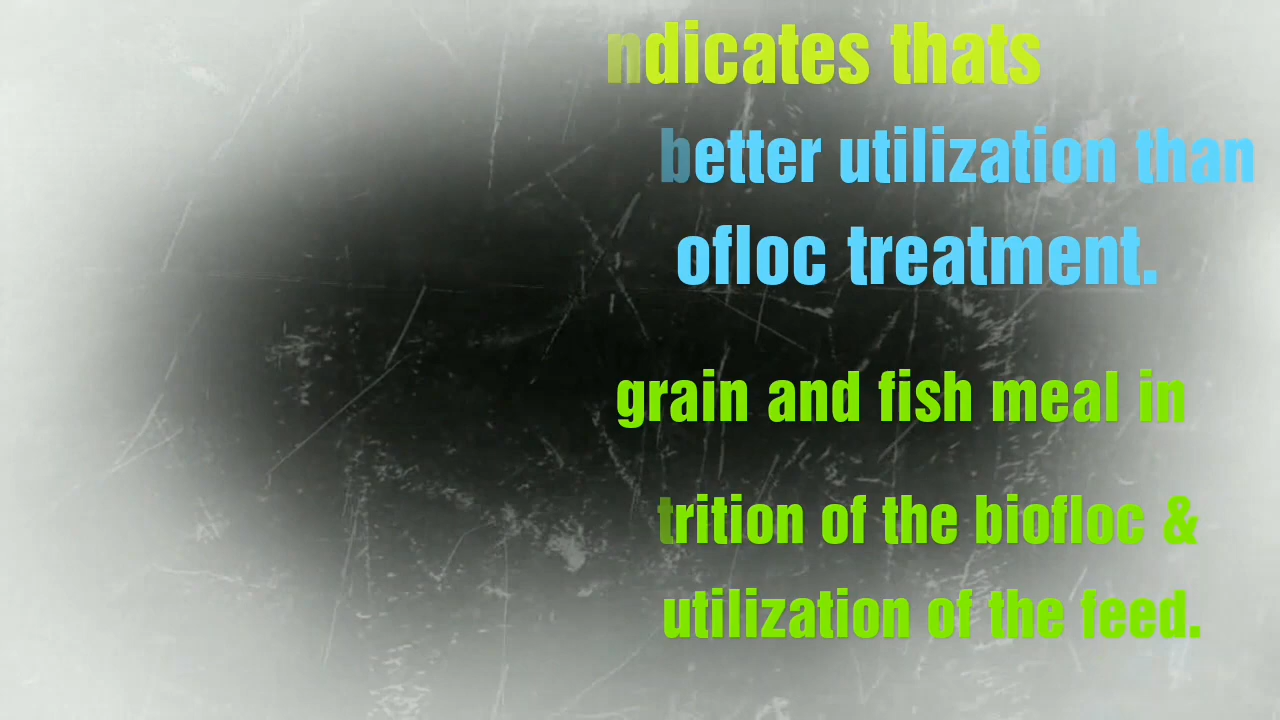 ndicates thats
better utilization than
ofloc treatment.
grain and fish meal in
trition of the biofloc &
utilization of the feed.